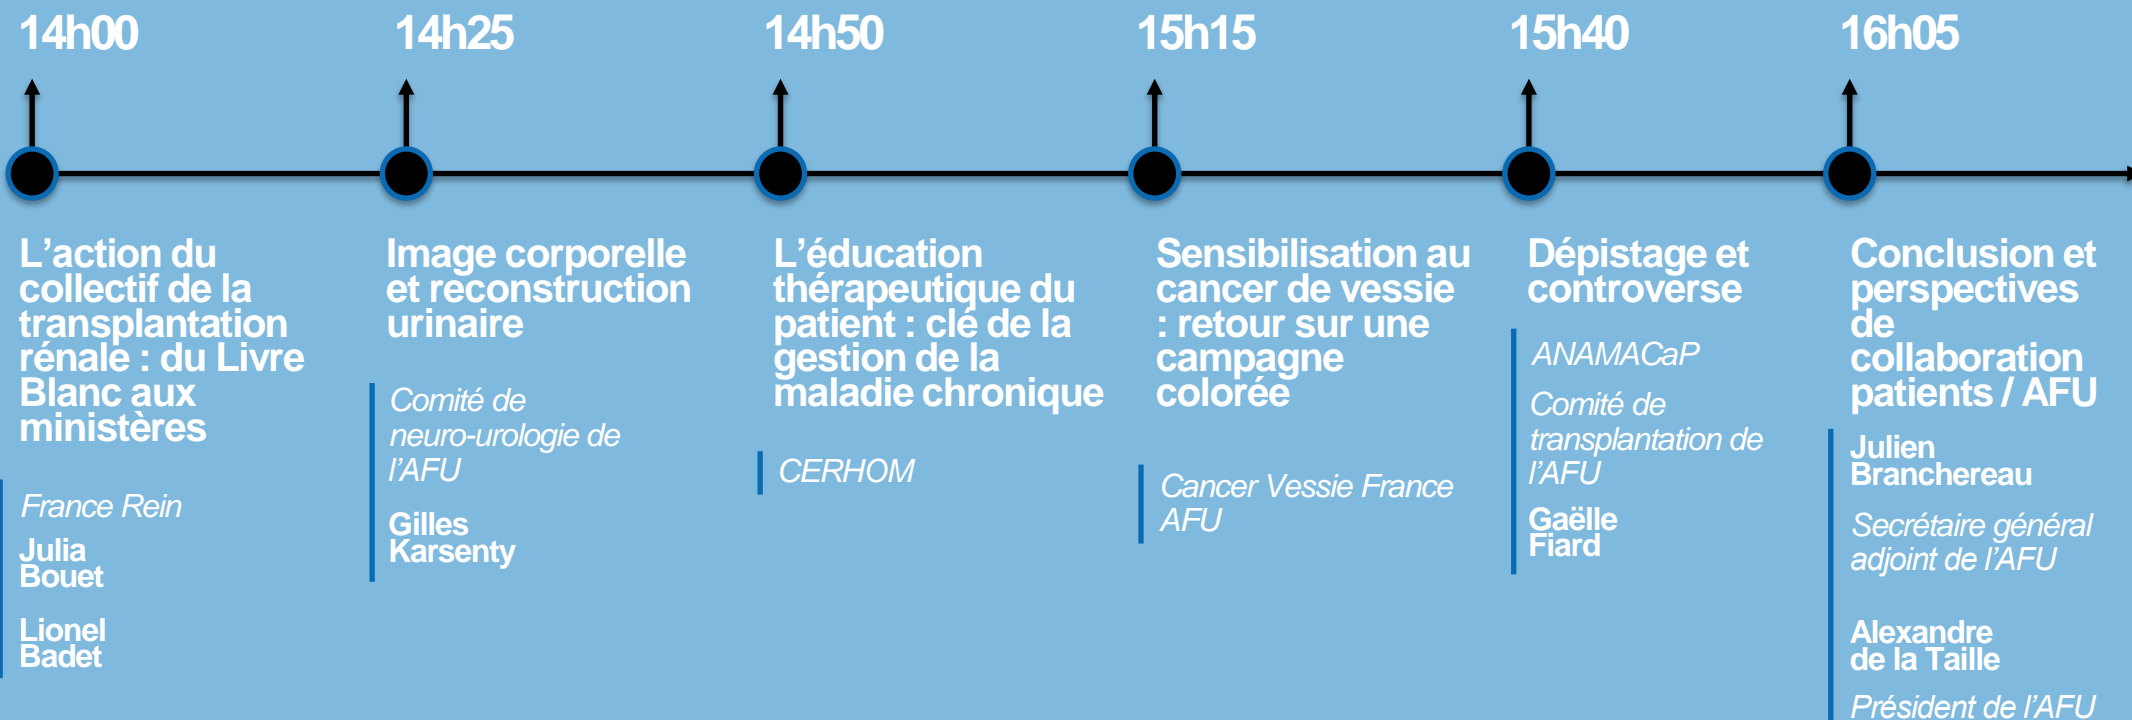 14h00
14h25
14h50
15h15
15h40
16h05
L’action du
collectif de la
transplantation
rénale : du Livre
Blanc aux
ministères
France Rein
Julia
Bouet
Lionel
Badet
Image corporelle
et reconstruction
urinaire
Comité de
neuro-urologie de
l’AFU
Gilles
Karsenty
L’éducation
thérapeutique du
patient : clé de la
gestion de la
maladie chronique
CERHOM
Sensibilisation au
cancer de vessie
: retour sur une
campagne
colorée
Cancer Vessie France
AFU
Dépistage et
controverse
ANAMACaP
Comité de
transplantation de
l’AFU
Gaëlle
Fiard
Conclusion et
perspectives
de
collaboration
patients / AFU
Julien
Branchereau
Secrétaire général
adjoint de l’AFU
Alexandre
de la Taille
Président de l’AFU